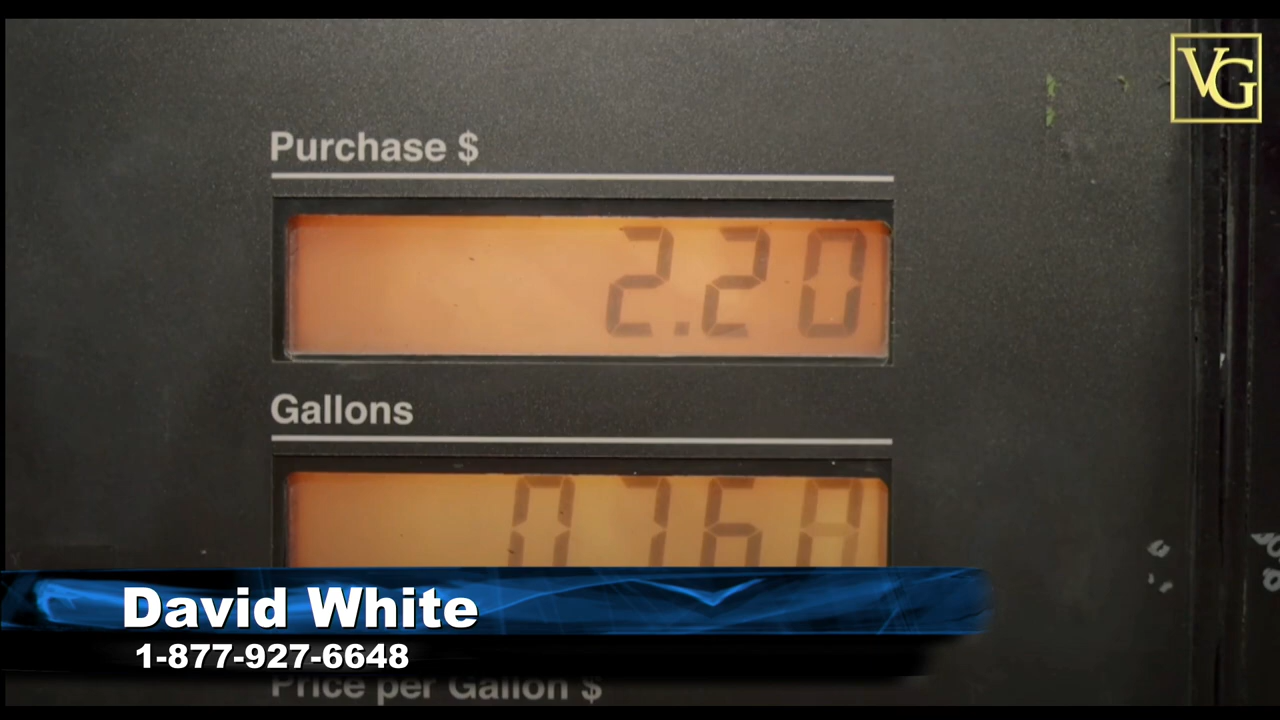 VG
Purchase $
2.20
Gallons
David White
1-877-927-6648
Price per Gallon $